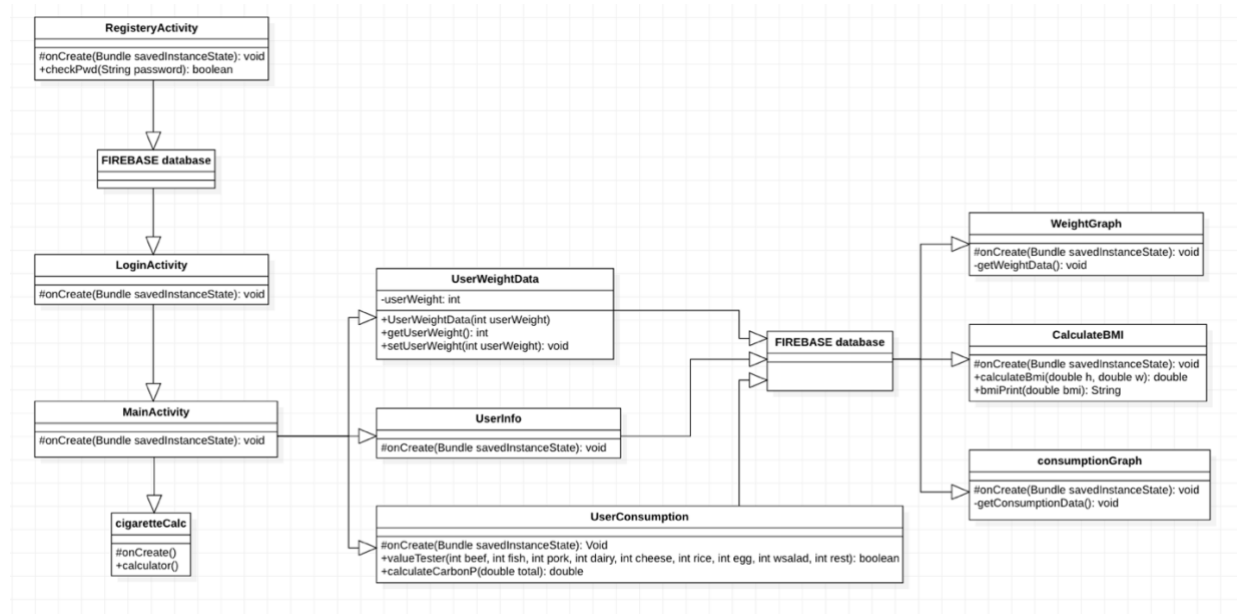 RegisteryActivity
#onCreate(Bundle savedInstanceState): void
+checkPwd(String password): boolean
FIREBASE database
LoginActivity
#onCreate(Bundle savedInstanceState): void
MainActivity
#onCreate(Bundle savedInstanceState): void
cigaretteCalc
#onCreate()
+calculator()
UserWeightData
-userWeight: int
+UserWeightData(int userWeight)
+getUserWeight(): int
+setUserWeight(int userWeight): void
UserInfo
#onCreate(Bundle savedInstanceState): void
UserConsumption
#onCreate(Bundle savedInstanceState): Void
+valueTester(int beef, int fish, int pork, int dairy, int cheese, int rice, int egg, int wsalad, int rest): boolean
+calculateCarbonP(double total): double
FIREBASE database
WeightGraph
#onCreate(Bundle savedInstanceState): void
-getWeightData(): void
CalculateBMI
#onCreate(Bundle savedInstanceState): void
+calculateBmi(double h, double w): double
+bmiPrint(double bmi): String
consumptionGraph
#onCreate(Bundle savedInstanceState): void
-getConsumptionData(): void